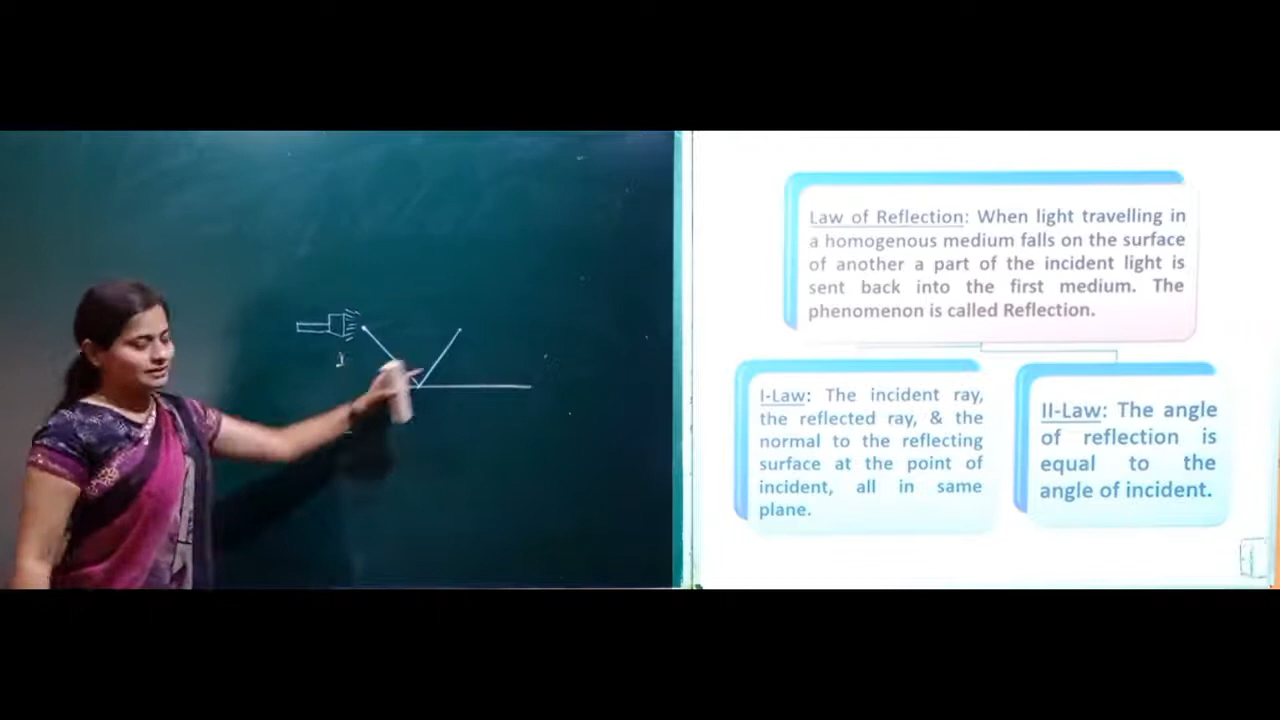 Law of Reflection: When light travelling in
a homogenous medium falls on the surface
of another a part of the incident light is
sent back into the first medium. The
phenomenon is called Reflection.
I-Law: The incident ray,
the reflected ray, & the
normal to the reflecting
surface at the point of
incident, all in same
plane.
II-Law: The angle
of reflection is
equal to the
angle of incident.